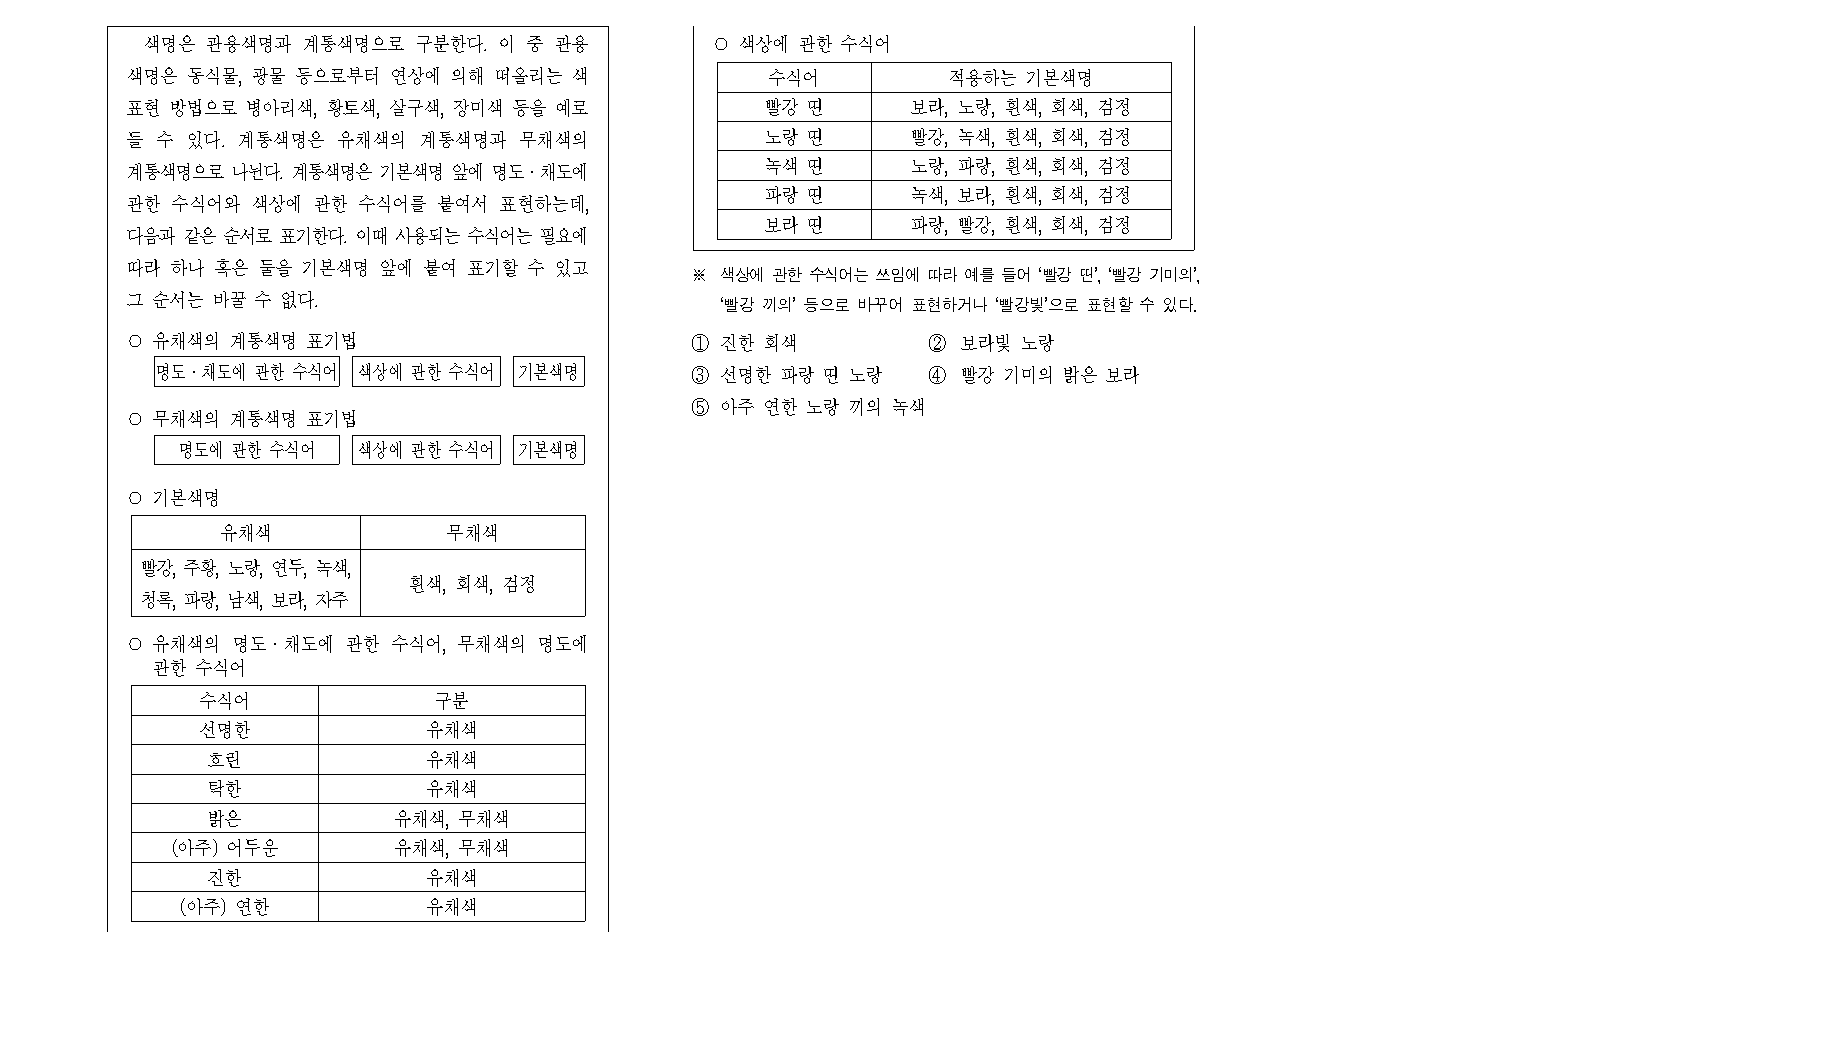 색명은 관용색명과 계통색명으로 구분한다. 이 중 관용
색명은 동식물, 광물 등으로부터 연상에 의해 떠올리는 색
표현 방법으로 병아리색, 황토색, 살구색, 장미색 등을 예로
들 수 있다. 계통색명은 유채색의 계통색명과 무채색의
계통색명으로 나뉜다. 계통색명은 기본색명 앞에 명도·채도에
관한 수식어와 색상에 관한 수식어를 붙여서 표현하는데,
다음과 같은 순서로 표기한다. 이때 사용되는 수식어는 필요에
따라 하나 혹은 둘을 기본색명 앞에 붙여 표기할 수 있고
그 순서는 바꿀 수 없다.
○ 유채색의 계통색명 표기법
명도·채도에 관한 수식어 색상에 관한 수식어 기본색명
○ 무채색의 계통색명 표기법
명도에 관한 수식어 색상에 관한 수식어 기본색명
○ 기본색명
유채색 무채색
빨강, 주황, 노랑, 연두, 녹색,
청록, 파랑, 남색, 보라, 자주
흰색, 회색, 검정
○ 유채색의 명도·채도에 관한 수식어, 무채색의 명도에
관한 수식어
수식어 구분
선명한 유채색
흐린 유채색
탁한 유채색
밝은 유채색, 무채색
(아주) 어두운 유채색, 무채색
진한 유채색
(아주) 연한 유채색
○ 색상에 관한 수식어
수식어 적용하는 기본색명
빨강 띤 보라, 노랑, 흰색, 회색, 검정
노랑 띤 빨강, 녹색, 흰색, 회색, 검정
녹색 띤 노랑, 파랑, 흰색, 회색, 검정
파랑 띤 녹색, 보라, 흰색, 회색, 검정
보라 띤 파랑, 빨강, 흰색, 회색, 검정
※ 색상에 관한 수식어는 쓰임에 따라 예를 들어 ‘빨강 띤’, ‘빨강 기미의’,
‘빨강 끼의’ 등으로 바꾸어 표현하거나 ‘빨강빛’으로 표현할 수 있다.
① 진한 회색 ② 보라빛 노랑
③ 선명한 파랑 띤 노랑 ④ 빨강 기미의 밝은 보라
⑤ 아주 연한 노랑 끼의 녹색